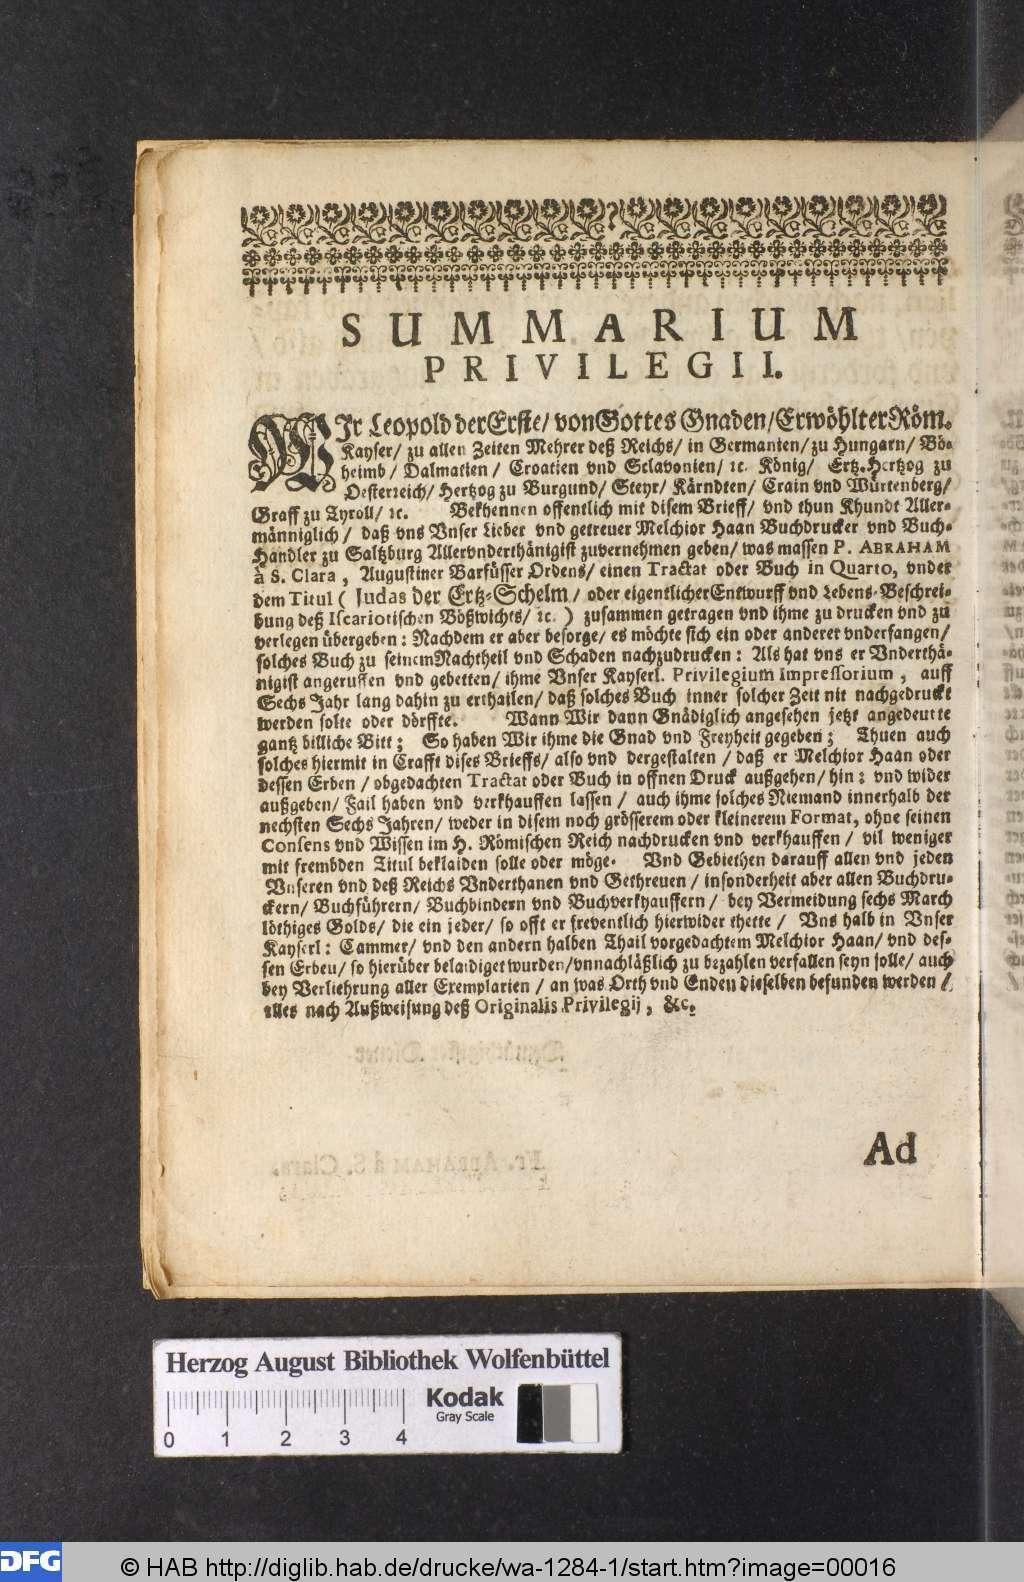 SUMMARIUM
PRIVILEGII.
WIr Leopold der Erste/ von Gottes Gnaden/ Erwöhlter Röm.
Kayser/ zu allen Zeiten Mehrer deß Reichs/ in Germanien/ zu Hungarn/ Bö-
heimb/ Dalmatien/ Croatien vnd Sclavonien/ ꝛc. König/ Ertz-Hertzog zu
Oesterreich/ Hertzog zu Burgund/ Steyr/ Kärndten/ Crain vnd Würtenberg/
Graff zu Tyroll/ ꝛc. Bekhennen offentlich mit disem Brieff/ vnd thun Khundt Aller-
männiglich/ daß vns Vnser Lieber vnd getreuer Melchior Haan Buchdrucker vnd Buch-
Handler zu Saltzburg Allervnderthänigist zuvernehmen geben/ was massen P. ABRAHAM
à S. Clara, Augustiner Barfüsser Ordens/ einen Tractat oder Buch in Quarto, vnder
dem Titul ( Judas der Ertz-Schelm/ oder eigentlicher Entwurff vnd Lebens-Beschrei-
bung deß Iscariotischen Bößwichts/ ꝛc. ) zusammen getragen vnd ihme zu drucken vnd zu
verlegen übergeben: Nachdem er aber besorge/ es möchte sich ein oder anderer vnderfangen/
solches Buch zu seinem Nachtheil vnd Schaden nachzudrucken: Als hat vns er Vnderthä-
nigist angeruffen vnd gebetten/ ihme Vnser Kayserl. Privilegium Impressorium, auff
Sechs Jahr lang dahin zu erthailen/ daß solches Buch inner solcher Zeit nit nachgedruckt
werden solte oder dörffte. Wann Wir dann Gnädiglich angesehen jetzt angedeutte
gantz billiche Bitt; So haben Wir ihme die Gnad vnd Freyheit gegeben; Thuen auch
solches hiermit in Crafft dises Brieffs/ also vnd dergestalten/ daß er Melchior Haan oder
dessen Erben/ obgedachten Tractat oder Buch in offnen Druck außgehen/ hin: vnd wider
außgeben/ Fail haben vnd verkhauffen lassen/ auch ihme solches Niemand innerhalb der
nechsten Sechs Jahren/ weder in disem noch grösserem oder kleinerem Format, ohne seinen
Consens vnd Wissen im H. Römischen Reich nachdrucken vnd verkhauffen/ vil weniger
mit frembden Titul beklaiden solle oder möge. Vnd Gebiethen darauff allen vnd jeden
Vnseren vnd deß Reichs Vnderthanen vnd Gethreuen/ insonderheit aber allen Buchdru-
ckern/ Buchführern/ Buchbindern vnd Buchverkhauffern/ bey Vermeidung sechs March
löthiges Golds/ die ein jeder/ so offt er freventlich hierwider thette/ Vns halb in Vnser
Kayserl: Cammer/ vnd den andern halben Thail vorgedachtem Melchior Haan/ vnd des-
sen Erben/ so hierüber belaidiget wurden/ vnnachläßlich zu bezahlen verfallen seyn solle/ auch
bey Verliehrung aller Exemplarien/ an was Orth vnd Enden dieselben befunden werden/
alles nach Außweisung deß Originalis Privilegij, &c.
Ad
Herzog August Bibliothek Wolfenbüttel
Kodak
Gray Scale
0 1 2 3 4
DFG © HAB http://diglib.hab.de/drucke/wa-1284-1/start.htm?image=00016